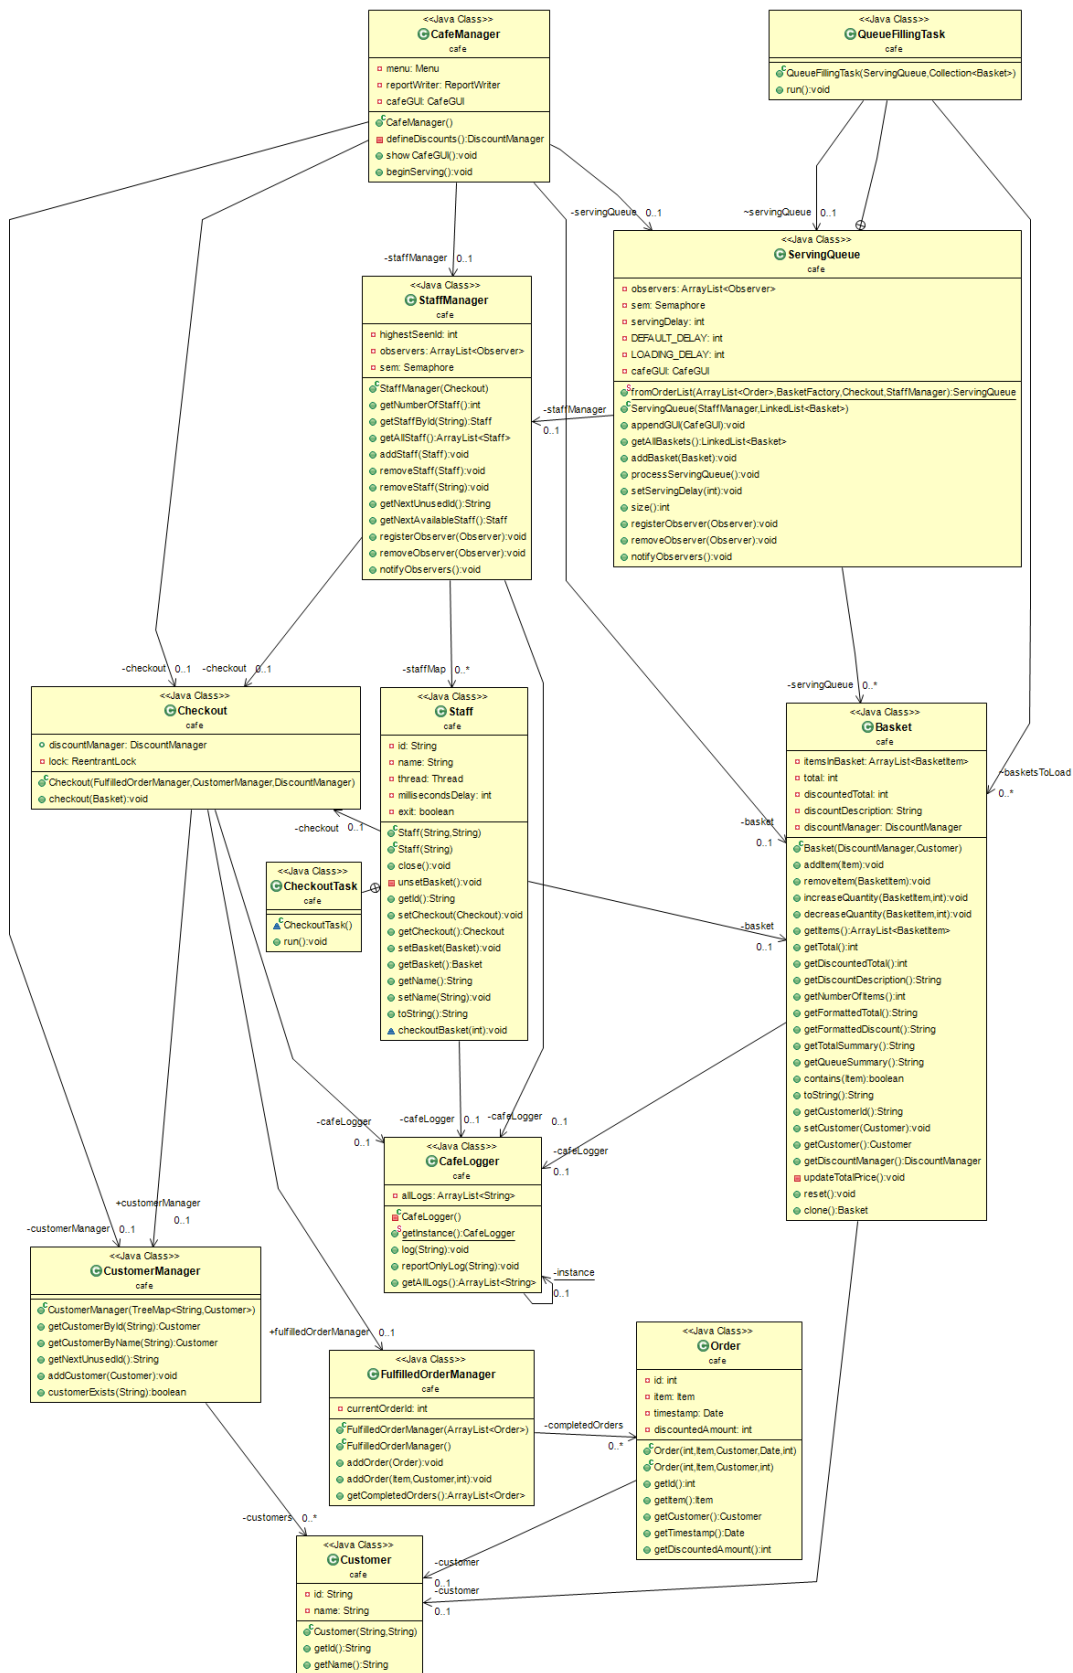 <<Java Class>>
CafeManager
cafe
menu: Menu
reportWriter: ReportWriter
cafeGUI: CafeGUI
CafeManager()
defineDiscounts():DiscountManager
showCafeGUI():void
beginServing():void
<<Java Class>>
QueueFillingTask
cafe
QueueFillingTask(ServingQueue,Collection<Basket>)
run():void
-servingQueue 0..1
~servingQueue 0..1
-staffManager 0..1
<<Java Class>>
ServingQueue
cafe
observers: ArrayList<Observer>
sem: Semaphore
servingDelay: int
DEFAULT_DELAY: int
LOADING_DELAY: int
cafeGUI: CafeGUI
fromOrderList(ArrayList<Order>,BasketFactory,Checkout,StaffManager):ServingQueue
ServingQueue(StaffManager,LinkedList<Basket>)
appendGUI(CafeGUI):void
getAllBaskets():LinkedList<Basket>
addBasket(Basket):void
processServingQueue():void
setServingDelay(int):void
size():int
registerObserver(Observer):void
removeObserver(Observer):void
notifyObservers():void
<<Java Class>>
StaffManager
cafe
highestSeenId: int
observers: ArrayList<Observer>
sem: Semaphore
StaffManager(Checkout)
getNumberOfStaff():int
getStaffById(String):Staff
getAllStaff():ArrayList<Staff>
addStaff(Staff):void
removeStaff(Staff):void
removeStaff(String):void
getNextUnusedId():String
getNextAvailableStaff():Staff
registerObserver(Observer):void
removeObserver(Observer):void
notifyObservers():void
-staffManager
0..1
-checkout 0..1
-checkout 0..1
-staffMap 0..*
-servingQueue 0..*
<<Java Class>>
Checkout
cafe
discountManager: DiscountManager
lock: ReentrantLock
Checkout(FulfilledOrderManager,CustomerManager,DiscountManager)
checkout(Basket):void
<<Java Class>>
Staff
cafe
id: String
name: String
thread: Thread
millisecondsDelay: int
exit: boolean
Staff(String,String)
Staff(String)
close():void
unsetBasket():void
getId():String
setCheckout(Checkout):void
getCheckout():Checkout
setBasket(Basket):void
getBasket():Basket
getName():String
setName(String):void
toString():String
checkoutBasket(int):void
<<Java Class>>
Basket
cafe
itemsInBasket: ArrayList<BasketItem>
total: int
discountedTotal: int
discountDescription: String
discountManager: DiscountManager
Basket(DiscountManager,Customer)
addItem(Item):void
removeItem(BasketItem):void
increaseQuantity(BasketItem,int):void
decreaseQuantity(BasketItem,int):void
getItems():ArrayList<BasketItem>
getTotal():int
getDiscountedTotal():int
getDiscountDescription():String
getNumberOfItems():int
getFormattedTotal():String
getFormattedDiscount():String
getTotalSummary():String
getQueueSummary():String
contains(Item):boolean
toString():String
getCustomerId():String
setCustomer(Customer):void
getCustomer():Customer
getDiscountManager():DiscountManager
updateTotalPrice():void
reset():void
clone():Basket
~basketsToLoad
0..*
-checkout 0..1
-basket
0..1
-basket
0..1
<<Java Class>>
CheckoutTask
cafe
CheckoutTask()
run():void
-cafeLogger
0..1
-cafeLogger 0..1
-cafeLogger 0..1
-cafeLogger
0..1
<<Java Class>>
CafeLogger
cafe
allLogs: ArrayList<String>
CafeLogger()
getInstance():CafeLogger
log(String):void
reportOnlyLog(String):void
getAllLogs():ArrayList<String>
-instance
0..1
+customerManager
0..1
-customerManager 0..1
<<Java Class>>
CustomerManager
cafe
CustomerManager(TreeMap<String,Customer>)
getCustomerById(String):Customer
getCustomerByName(String):Customer
getNextUnusedId():String
addCustomer(Customer):void
customerExists(String):boolean
+fulfilledOrderManager 0..1
<<Java Class>>
FulfilledOrderManager
cafe
currentOrderId: int
FulfilledOrderManager(ArrayList<Order>)
FulfilledOrderManager()
addOrder(Order):void
addOrder(Item,Customer,int):void
getCompletedOrders():ArrayList<Order>
-completedOrders
0..*
<<Java Class>>
Order
cafe
id: int
item: Item
timestamp: Date
discountedAmount: int
Order(int,Item,Customer,Date,int)
Order(int,Item,Customer,int)
getId():int
getItem():Item
getCustomer():Customer
getTimestamp():Date
getDiscountedAmount():int
-customers 0..*
-customer
0..1
-customer
0..1
<<Java Class>>
Customer
cafe
id: String
name: String
Customer(String,String)
getId():String
getName():String